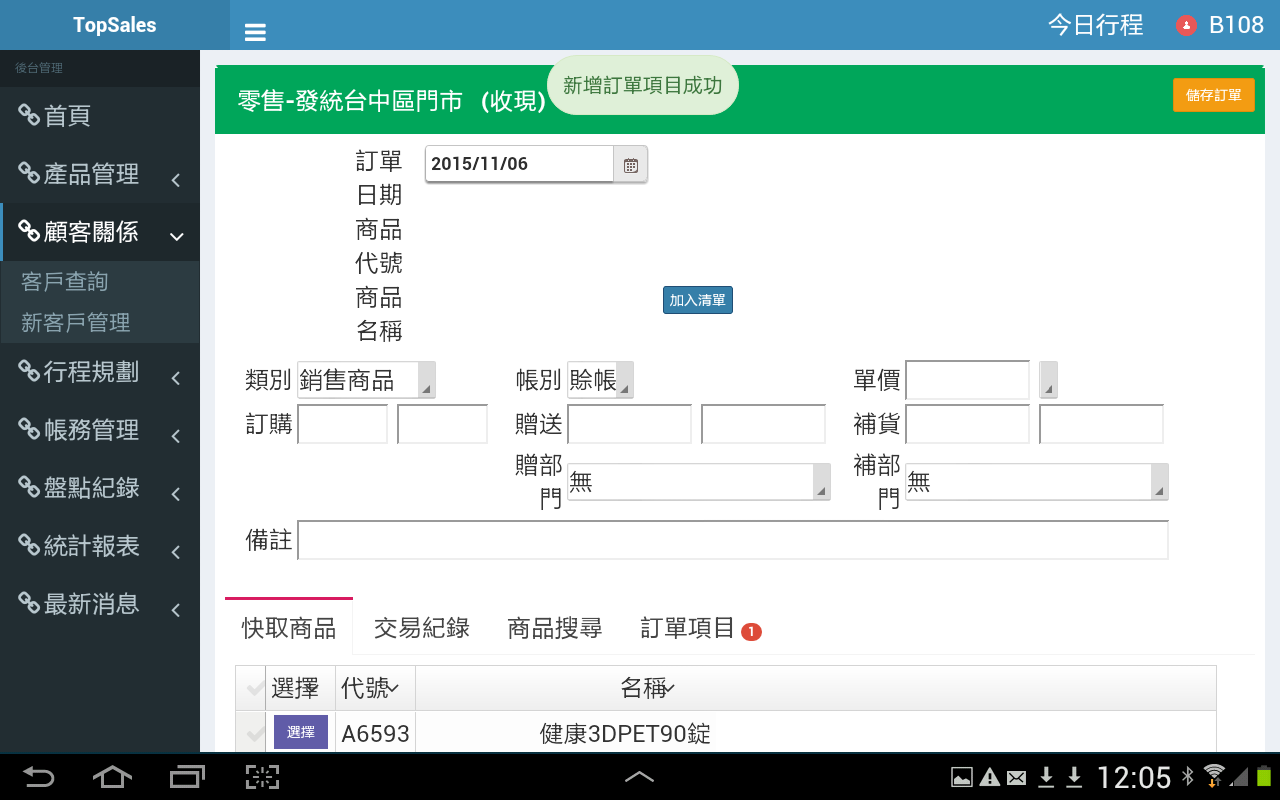 TopSales
今日行程
B108
後台管理
首頁
產品管理
顧客關係
客戶查詢
新客戶管理
行程規劃
帳務管理
盤點紀錄
統計報表
最新消息
零售-發統台中區門市 (收現)
新增訂單項目成功
儲存訂單
訂單
日期
2015/11/06
商品
代號
商品
名稱
加入清單
類別 銷售商品 帳別 賒帳 單價
訂購 贈送 補貨
贈部
門 無
補部
門 無
備註
快取商品 交易紀錄 商品搜尋 訂單項目 1
選擇 代號 名稱
選擇 A6593 健康3DPET90錠
12:05